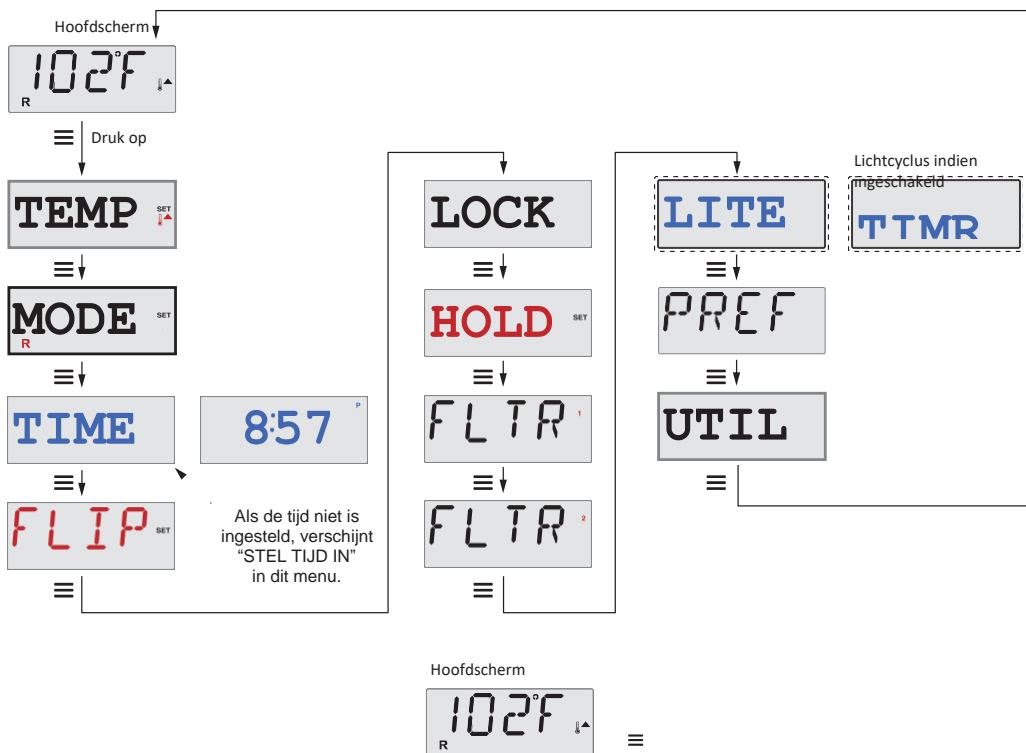 Hoofdscherm
102°F
R
Druk op
TEMP SET
MODE SET
R
TIME
8:57 P
FLIP SET
Als de tijd niet is
ingesteld, verschijnt
“STEL TIJD IN”
in dit menu.
LOCK
HOLD SET
FLTR 1
FLTR 2
LITE
Lichtcyclus indien
ingeschakeld
TIMR
PREF
UTIL
Hoofdscherm
102°F
R